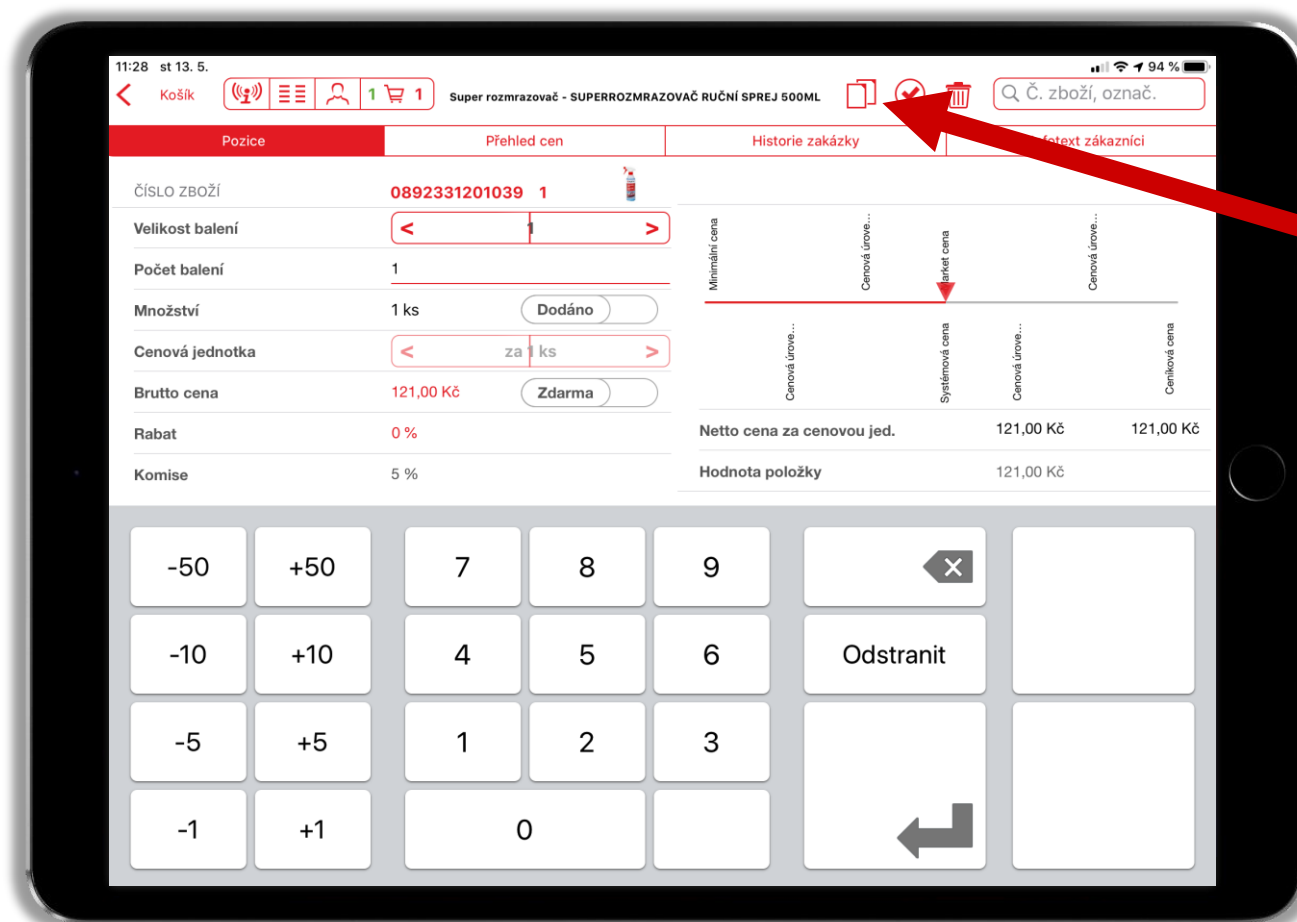 11:28 st 13. 5.
94 %
Košík
1
1
Super rozmrazovač - SUPERROZMRAZOVAČ RUČNÍ SPREJ 500ML
Č. zboží, označ.
Pozice
Přehled cen
Historie zakázky
fotext zákazníci
ČÍSLO ZBOŽÍ
0892331201039 1
Velikost balení
< 1 >
Počet balení
1
Množství
1 ks
Dodáno
Cenová jednotka
< za 1 ks >
Brutto cena
121,00 Kč
Zdarma
Rabat
0 %
Komise
5 %
Minimální cena
Cenová úrove...
Market cena
Cenová úrove...
Cenová úrove...
Systémová cena
Cenová úrove...
Ceníková cena
Netto cena za cenovou jed.
121,00 Kč
121,00 Kč
Hodnota položky
121,00 Kč
-50 +50 7 8 9
-10 +10 4 5 6 Odstranit
-5 +5 1 2 3
-1 +1 0